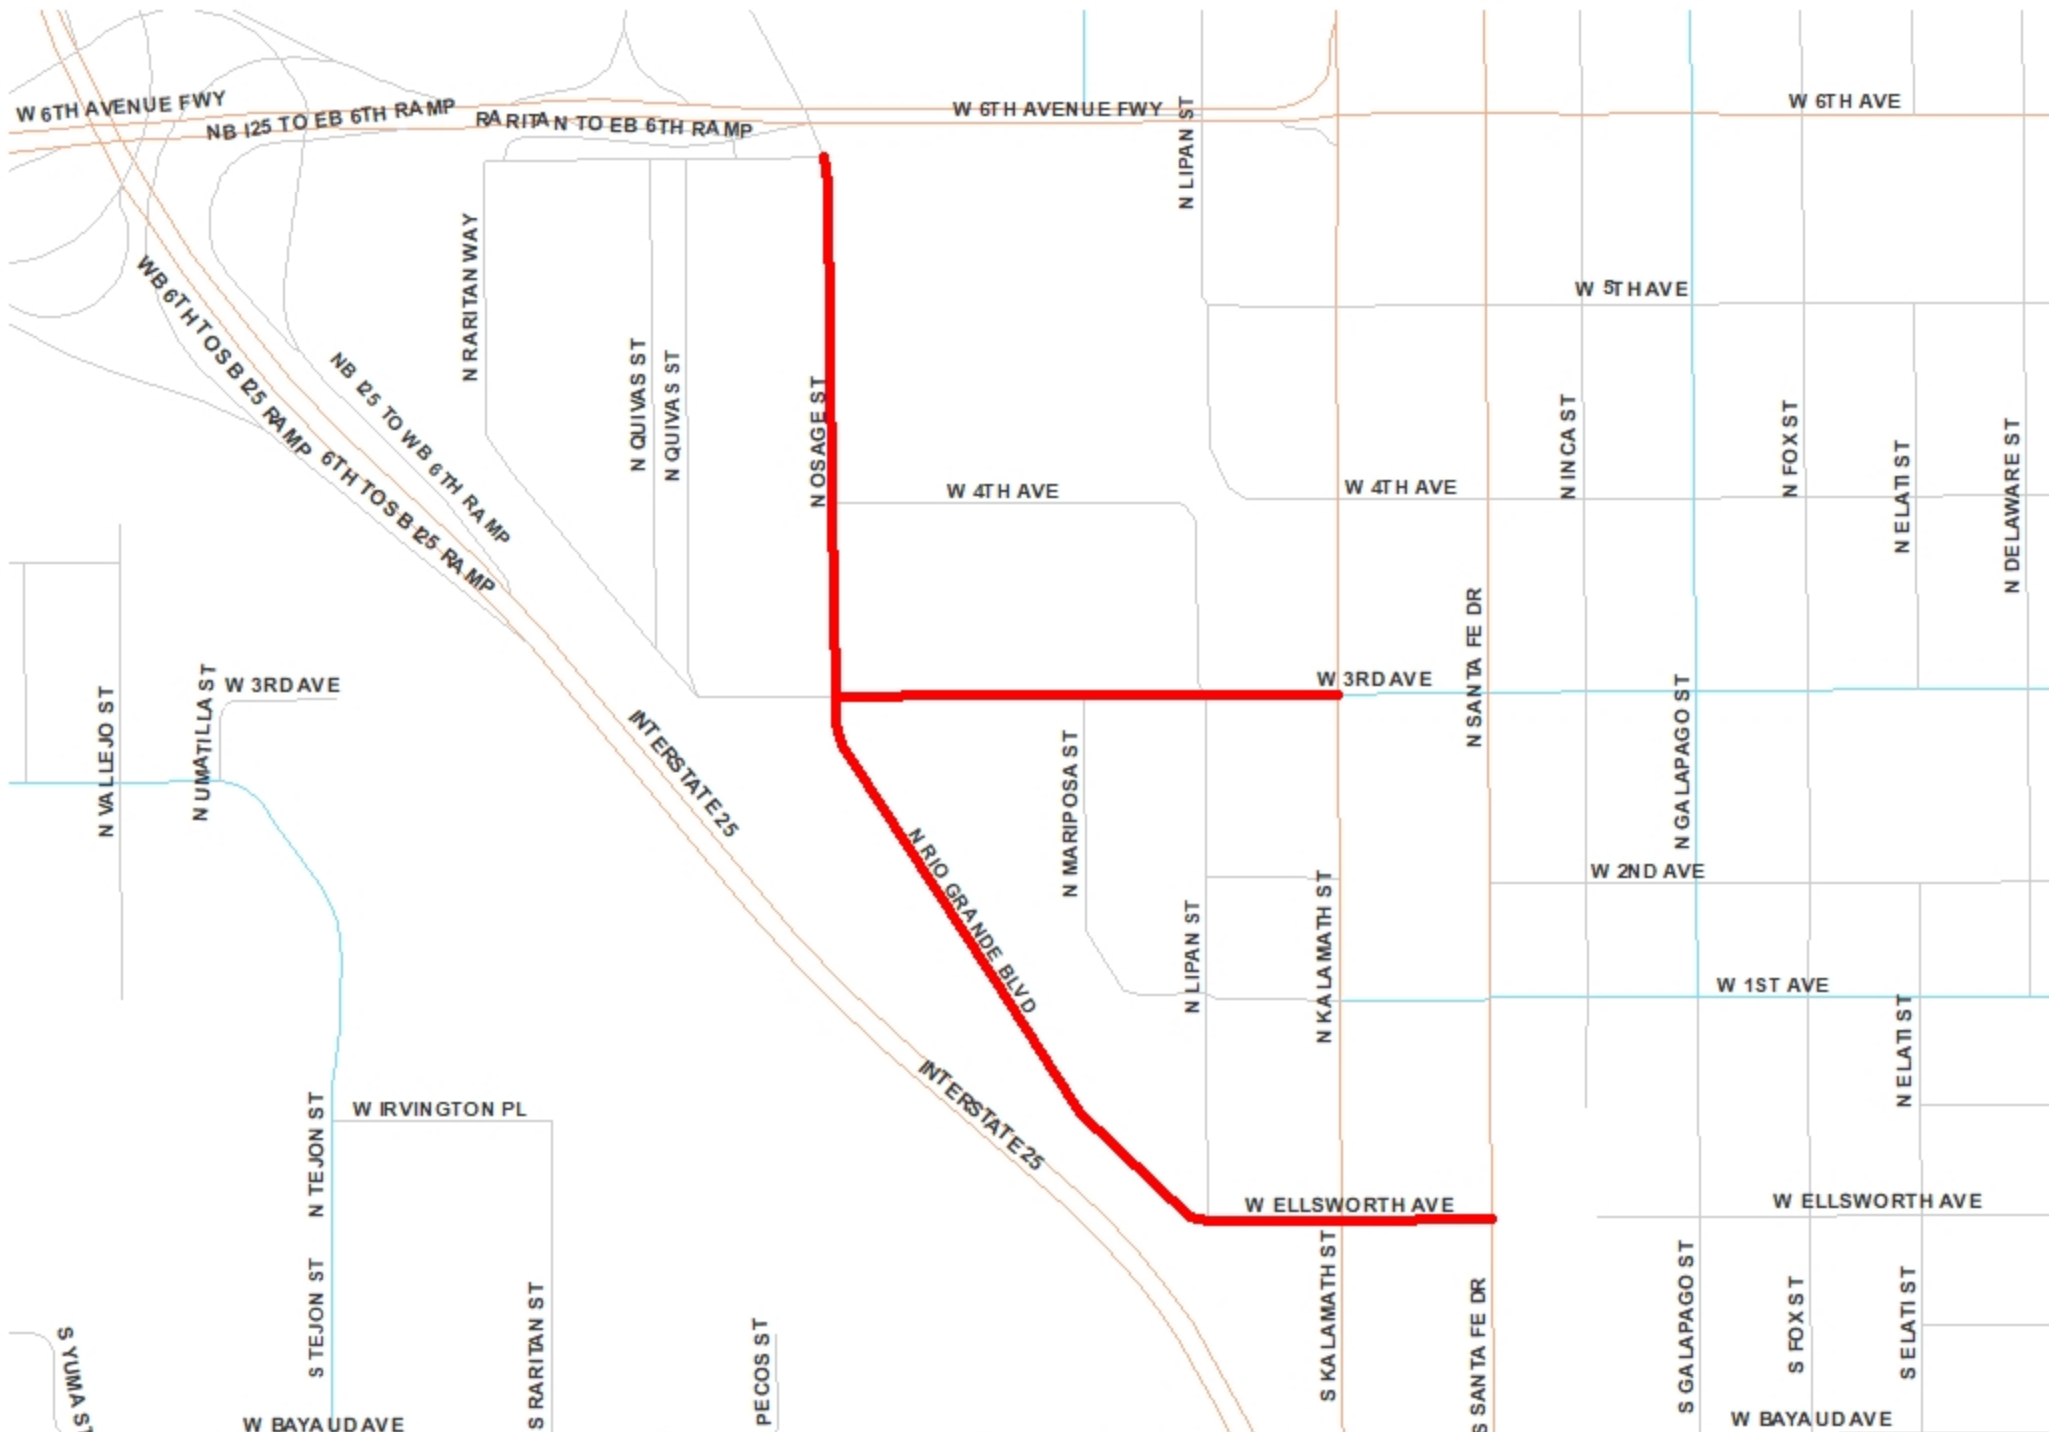 W 6TH AVENUE FWY
NB I25 TO EB 6TH RAMP
RARITAN TO EB 6TH RAMP
W 6TH AVENUE FWY
W 6TH AVE
N LIPAN ST
N RARITAN WAY
WB 6TH TO SB I25 RAMP
NB I25 TO WB 6TH RAMP
6TH TO SB I25 RAMP
N QUIVAS ST
N QUIVAS ST
N OSAGE ST
W 5TH AVE
W 4TH AVE
W 4TH AVE
N INCA ST
N FOX ST
N ELATI ST
N DELAWARE ST
N SANTA FE DR
W 3RD AVE
W 3RD AVE
N VALLEJO ST
N UMATILLA ST
INTERSTATE 25
N MARIPOSA ST
N GALAPAGO ST
N RIO GRANDE BLVD
W 2ND AVE
N LIPAN ST
N KALAMATH ST
W 1ST AVE
N ELATI ST
INTERSTATE 25
W IRVINGTON PL
N TEJON ST
W ELLSWORTH AVE
W ELLSWORTH AVE
S TEJON ST
S RARITAN ST
PECOS ST
S KALAMATH ST
S SANTA FE DR
S GALAPAGO ST
S FOX ST
S ELATI ST
S YUMA ST
W BAYAUD AVE
W BAYAUD AVE